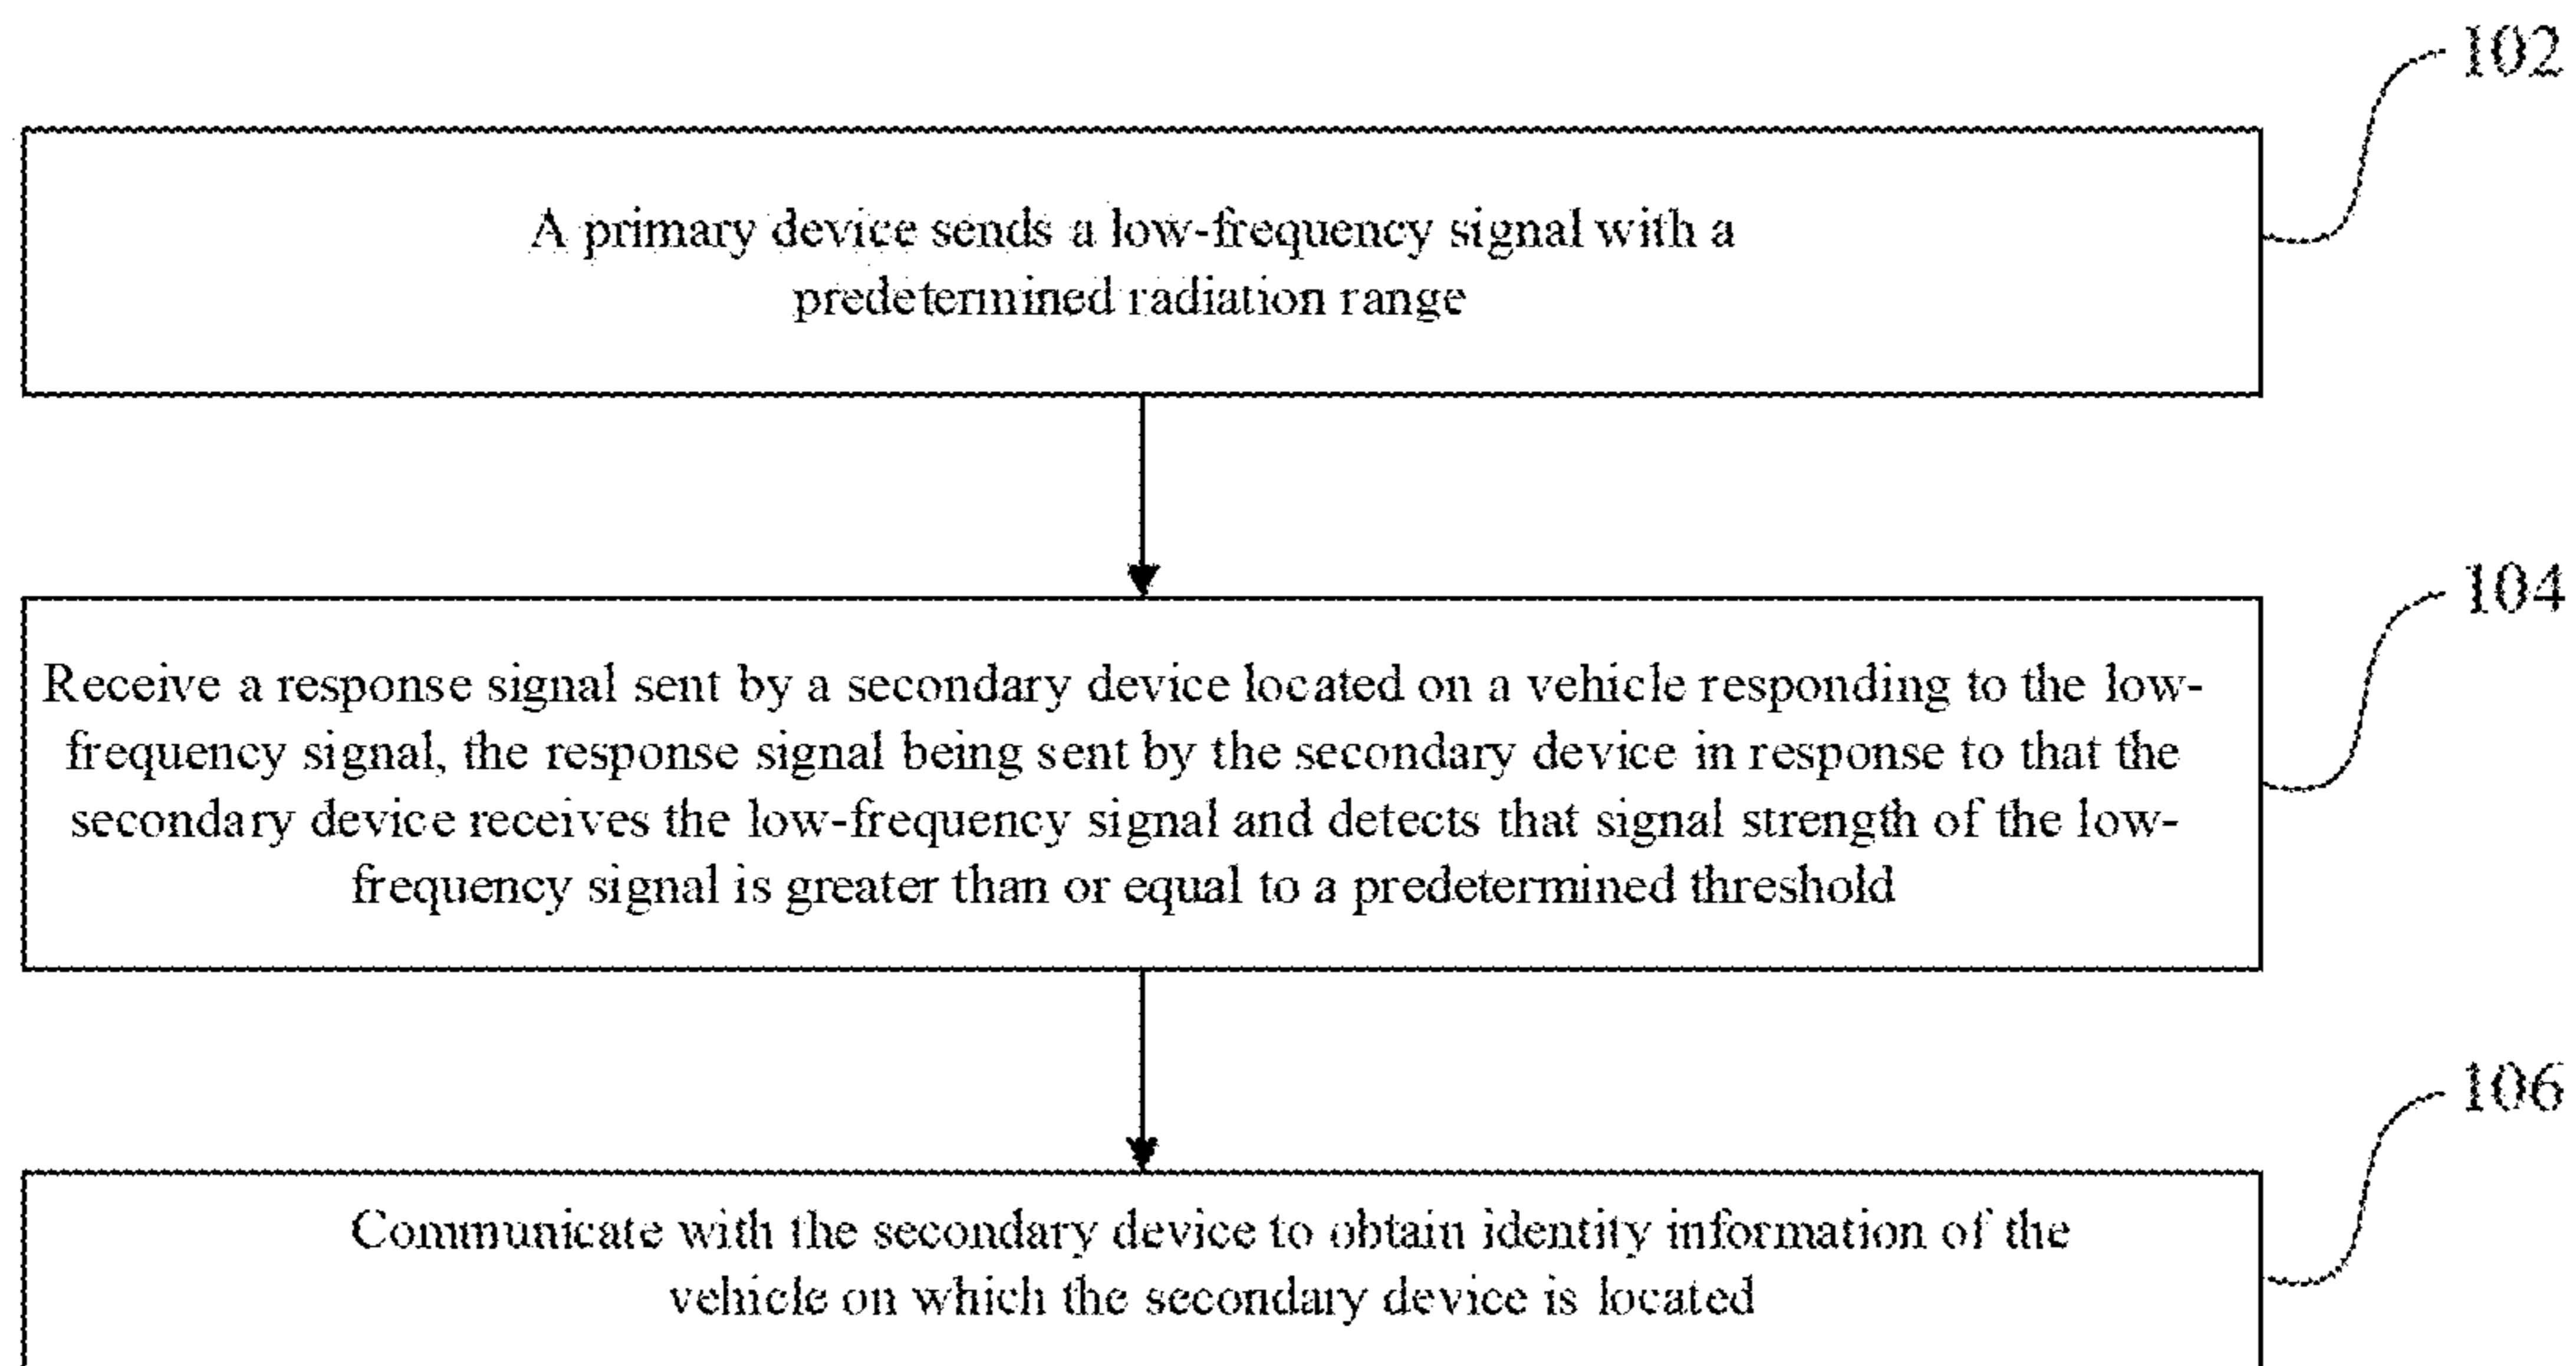 102
A primary device sends a low-frequency signal with a
predetermined radiation range
104
Receive a response signal sent by a secondary device located on a vehicle responding to the low-
frequency signal, the response signal being sent by the secondary device in response to that the
secondary device receives the low-frequency signal and detects that signal strength of the low-
frequency signal is greater than or equal to a predetermined threshold
106
Communicate with the secondary device to obtain identity information of the
vehicle on which the secondary device is located